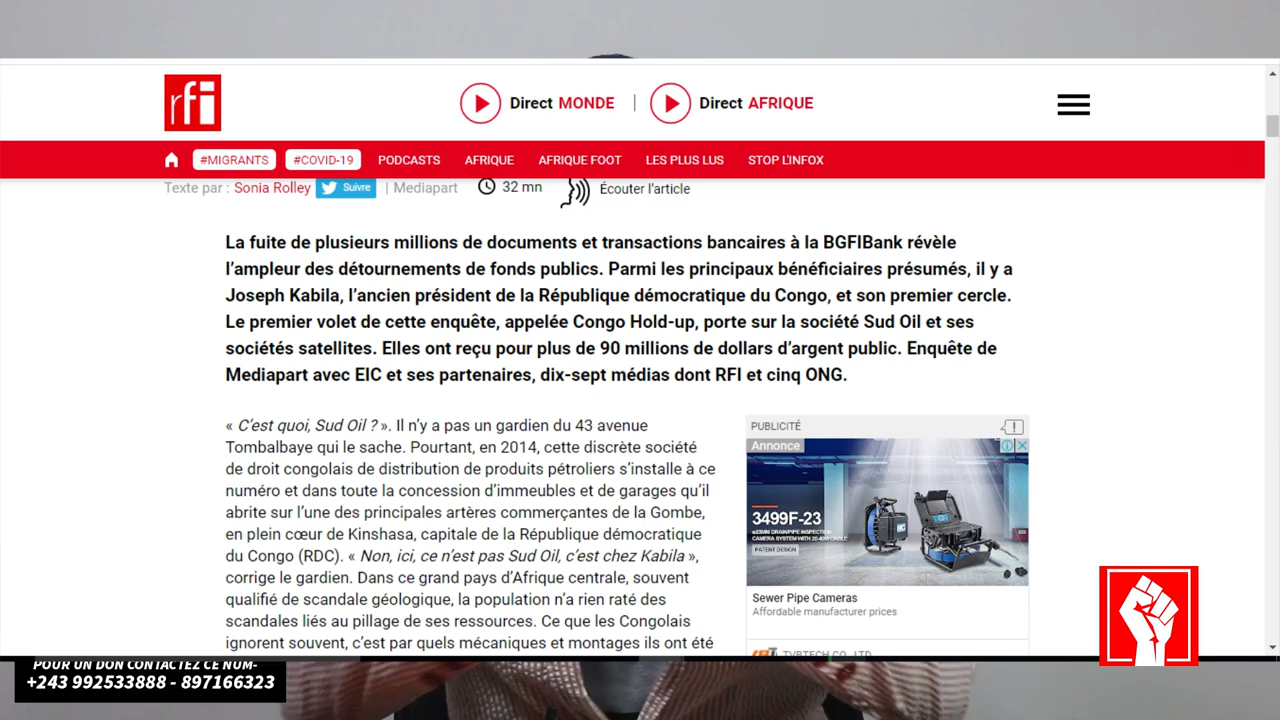 rfi
Direct MONDE
Direct AFRIQUE
#MIGRANTS
#COVID-19
PODCASTS
AFRIQUE
AFRIQUE FOOT
LES PLUS LUS
STOP L'INFOX
Texte par : Sonia Rolley
Suivre
| Mediapart
32 mn
Écouter l'article
La fuite de plusieurs millions de documents et transactions bancaires à la BGFIBank révèle
l'ampleur des détournements de fonds publics. Parmi les principaux bénéficiaires présumés, il y a
Joseph Kabila, l'ancien président de la République démocratique du Congo, et son premier cercle.
Le premier volet de cette enquête, appelée Congo Hold-up, porte sur la société Sud Oil et ses
sociétés satellites. Elles ont reçu pour plus de 90 millions de dollars d'argent public. Enquête de
Mediapart avec EIC et ses partenaires, dix-sept médias dont RFI et cinq ONG.
« C'est quoi, Sud Oil ? ». Il n'y a pas un gardien du 43 avenue
Tombalbaye qui le sache. Pourtant, en 2014, cette discrète société
de droit congolais de distribution de produits pétroliers s'installe à ce
numéro et dans toute la concession d'immeubles et de garages qu'il
abrite sur l'une des principales artères commerçantes de la Gombe,
en plein cœur de Kinshasa, capitale de la République démocratique
du Congo (RDC). « Non, ici, ce n'est pas Sud Oil, c'est chez Kabila »,
corrige le gardien. Dans ce grand pays d'Afrique centrale, souvent
qualifié de scandale géologique, la population n'a rien raté des
scandales liés au pillage de ses ressources. Ce que les Congolais
ignorent souvent, c'est par quels mécaniques et montages ils ont été
PUBLICITÉ
Annonce
3499F-23
ø23MM DRAINPIPE INSPECTION
CAMERA SYSTEM WITH 20-40M CABLE
PATENT DESIGN
Sewer Pipe Cameras
Affordable manufacturer prices
TVBTECH CO., LTD
POUR UN DON CONTACTEZ CE NUM-
+243 992533888 - 897166323